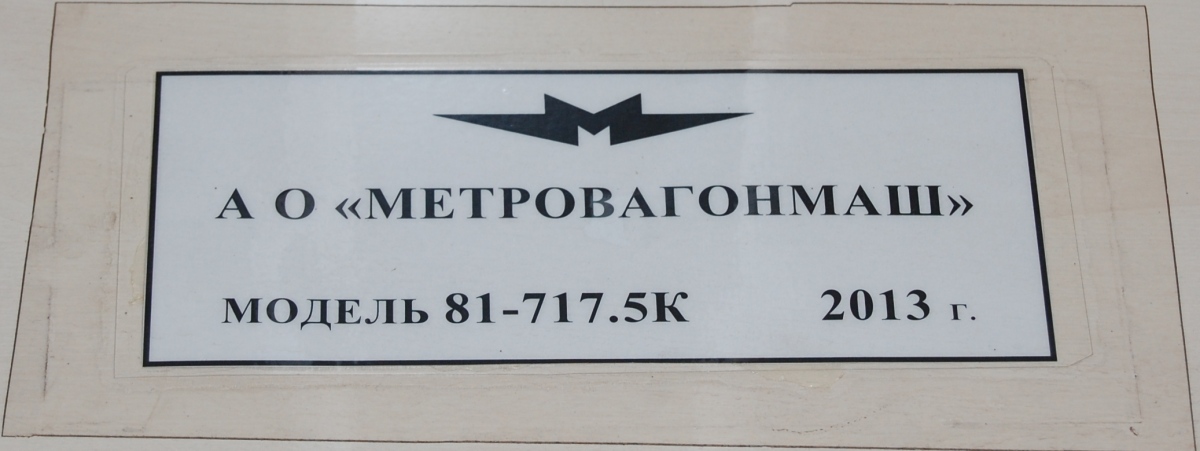 А О «МЕТРОВАГОНМАШ»
МОДЕЛЬ 81-717.5К 2013 г.